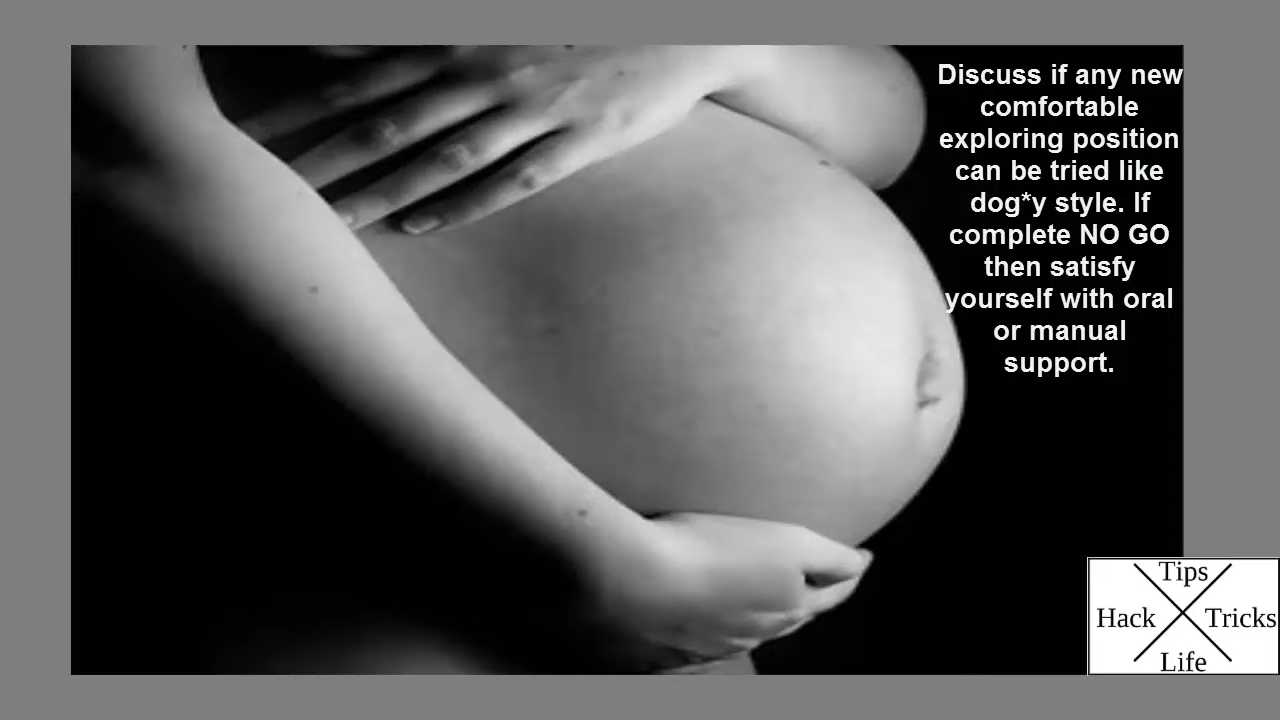 Discuss if any new
comfortable
exploring position
can be tried like
dog*y style. If
complete NO GO
then satisfy
yourself with oral
or manual
support.
Tips
Hack Tricks
Life